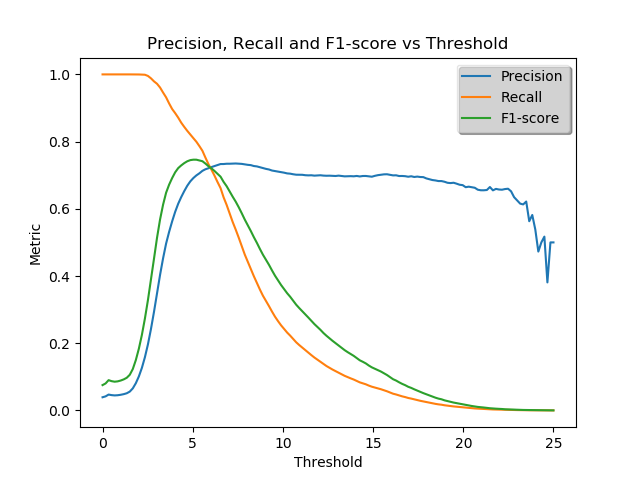 Precision, Recall and F1-score vs Threshold
Precision
Recall
F1-score
Metric
1.0
0.8
0.6
0.4
0.2
0.0
0
5
10
15
20
25
Threshold